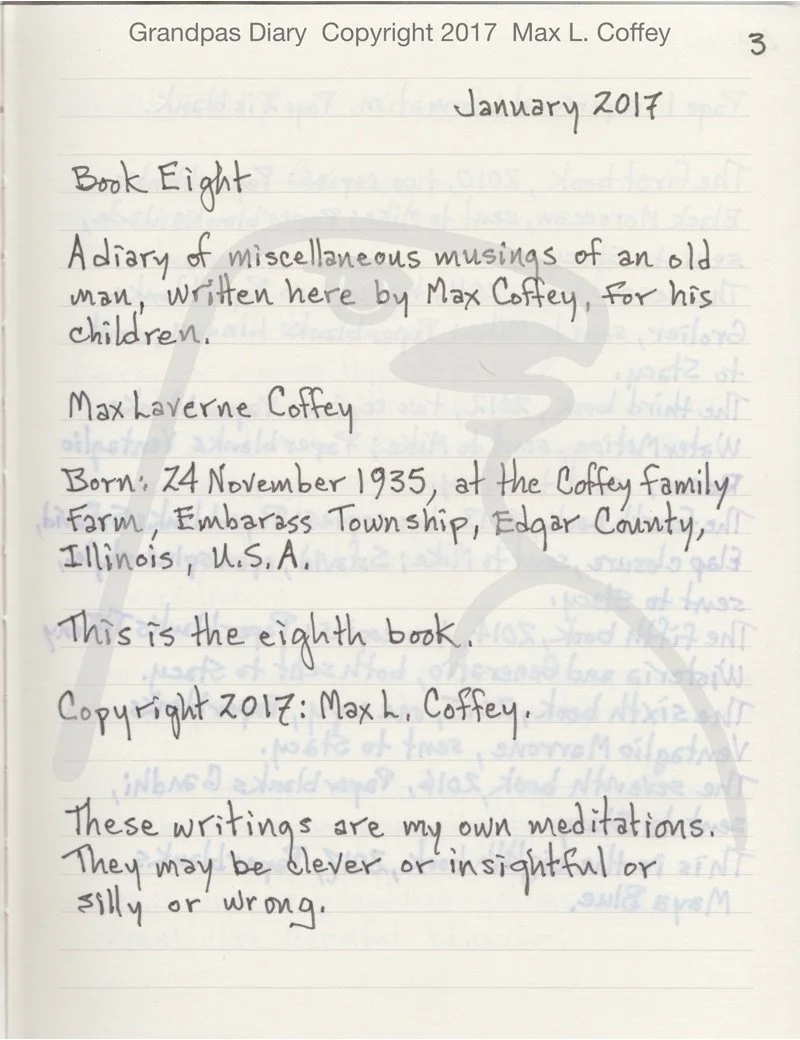 Grandpas Diary Copyright 2017 Max L. Coffey
3
January 2017
Book Eight
A diary of miscellaneous musings of an old
man, written here by Max Coffey, for his
children.
Max Laverne Coffey
Born: 24 November 1935, at the Coffey family
farm, Embarass Township, Edgar County,
Illinois, U.S.A.
This is the eighth book.
Copyright 2017: Max L. Coffey.
These writings are my own meditations.
They may be clever or insightful or
silly or wrong.